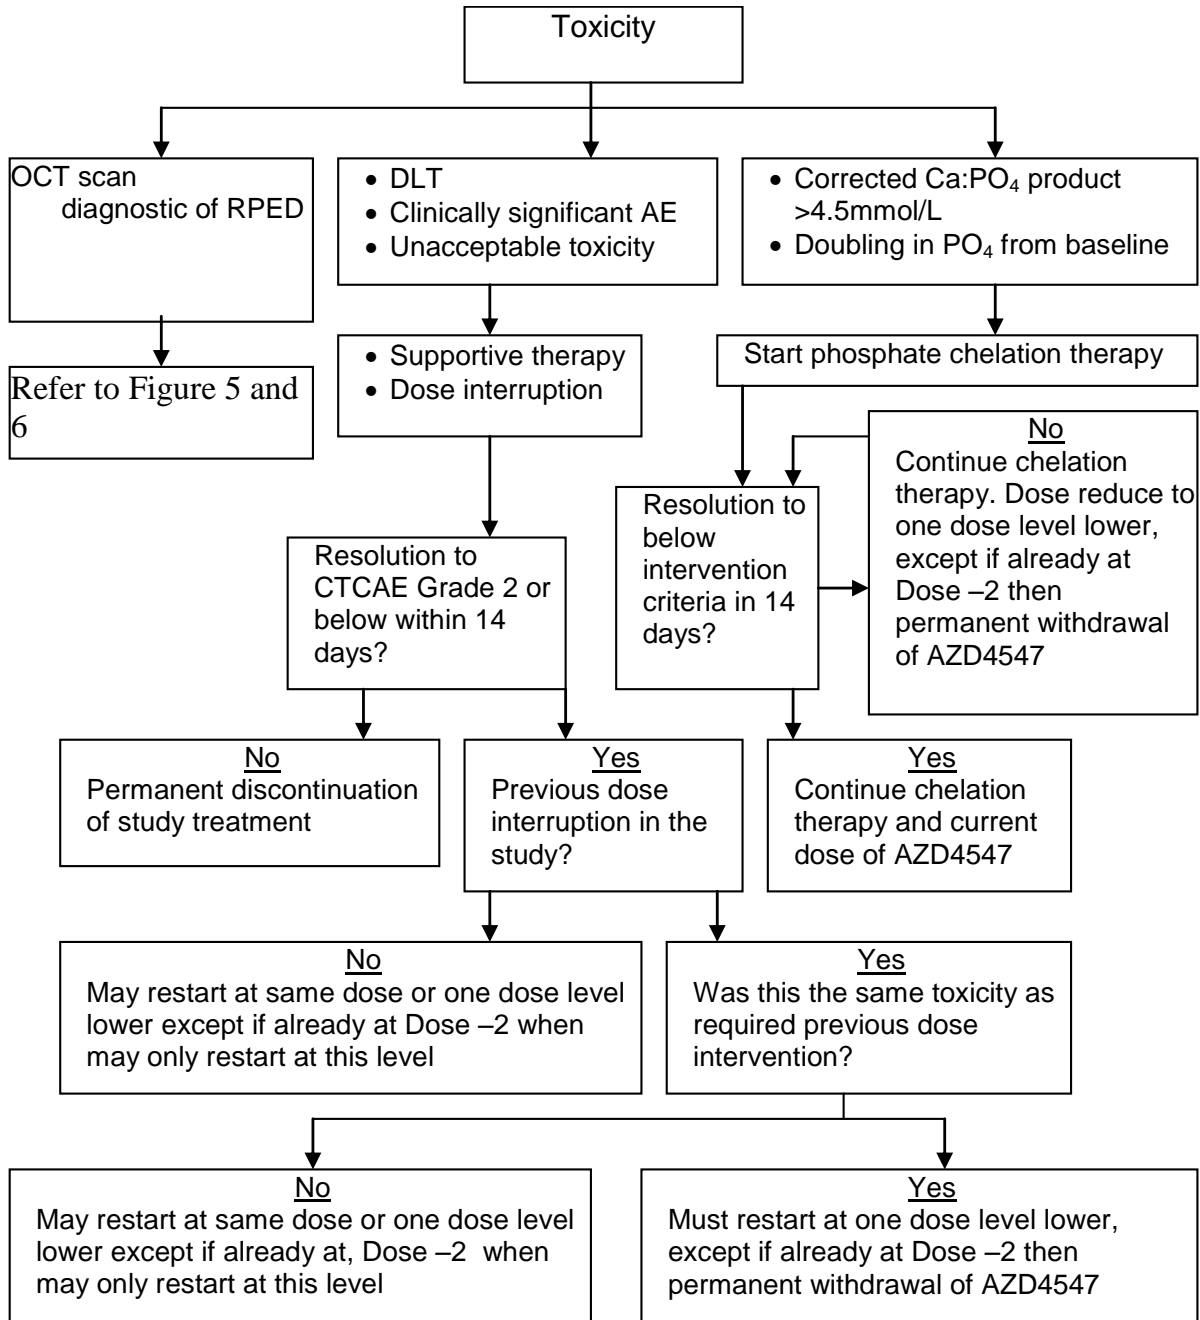 Toxicity
OCT scan
diagnostic of RPED
• DLT
• Clinically significant AE
• Unacceptable toxicity
• Corrected Ca:PO₄ product
>4.5mmol/L
• Doubling in PO₄ from baseline
Refer to Figure 5 and
6
• Supportive therapy
• Dose interruption
Start phosphate chelation therapy
Resolution to
CTCAE Grade 2 or
below within 14
days?
Resolution to
below
intervention
criteria in 14
days?
No
Continue chelation
therapy. Dose reduce to
one dose level lower,
except if already at
Dose –2 then
permanent withdrawal
of AZD4547
No
Permanent discontinuation
of study treatment
Yes
Previous dose
interruption in the
study?
Yes
Continue chelation
therapy and current
dose of AZD4547
No
May restart at same dose or one dose level
lower except if already at Dose –2 when
may only restart at this level
Yes
Was this the same toxicity as
required previous dose
intervention?
No
May restart at same dose or one dose level
lower except if already at, Dose –2 when
may only restart at this level
Yes
Must restart at one dose level lower,
except if already at Dose –2 then
permanent withdrawal of AZD4547